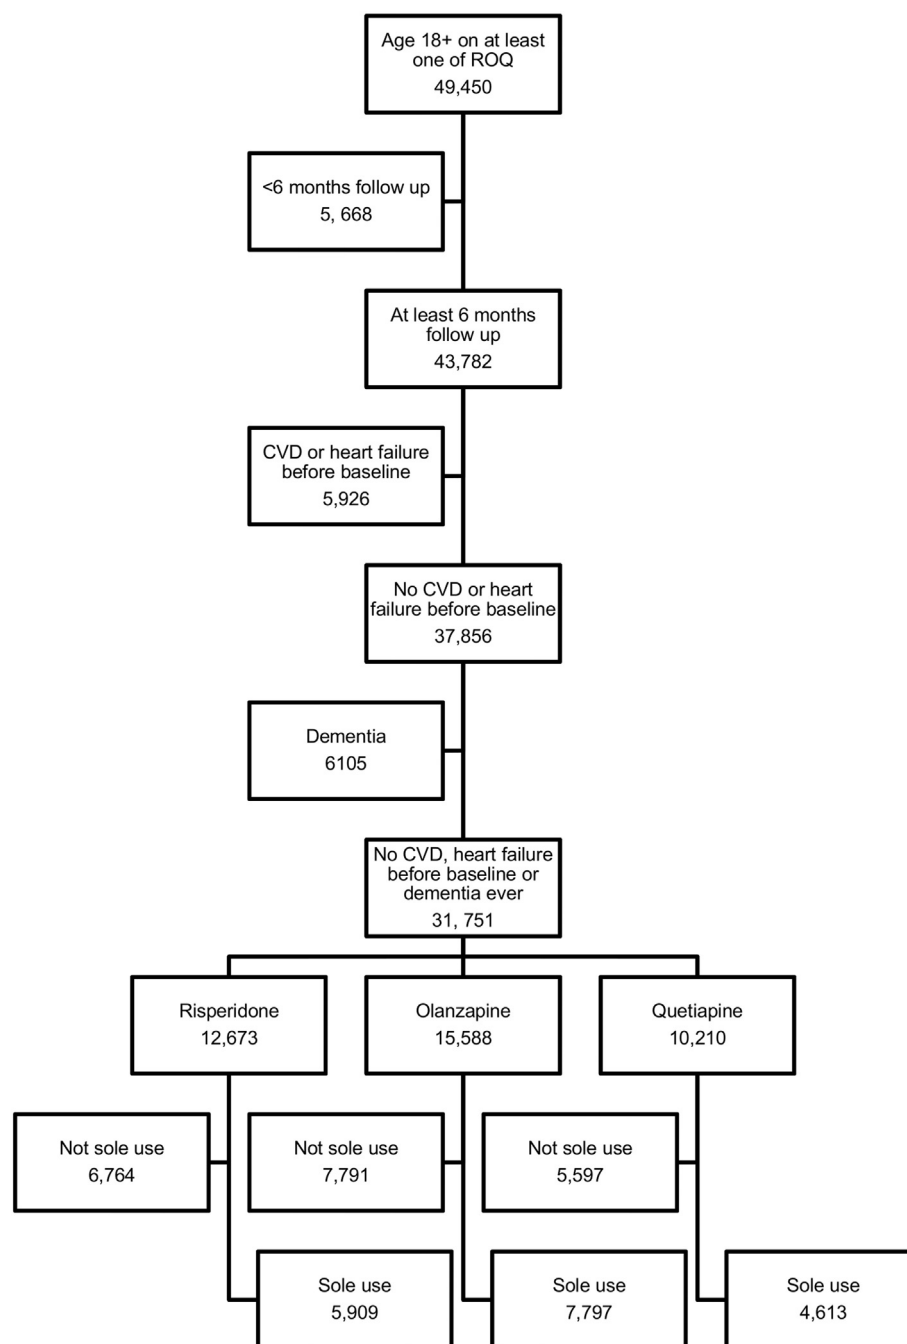 Age 18+ on at least
one of ROQ
49,450
<6 months follow up
5, 668
At least 6 months
follow up
43,782
CVD or heart failure
before baseline
5,926
No CVD or heart
failure before baseline
37,856
Dementia
6105
No CVD, heart failure
before baseline or
dementia ever
31, 751
Risperidone
12,673
Olanzapine
15,588
Quetiapine
10,210
Not sole use
6,764
Not sole use
7,791
Not sole use
5,597
Sole use
5,909
Sole use
7,797
Sole use
4,613